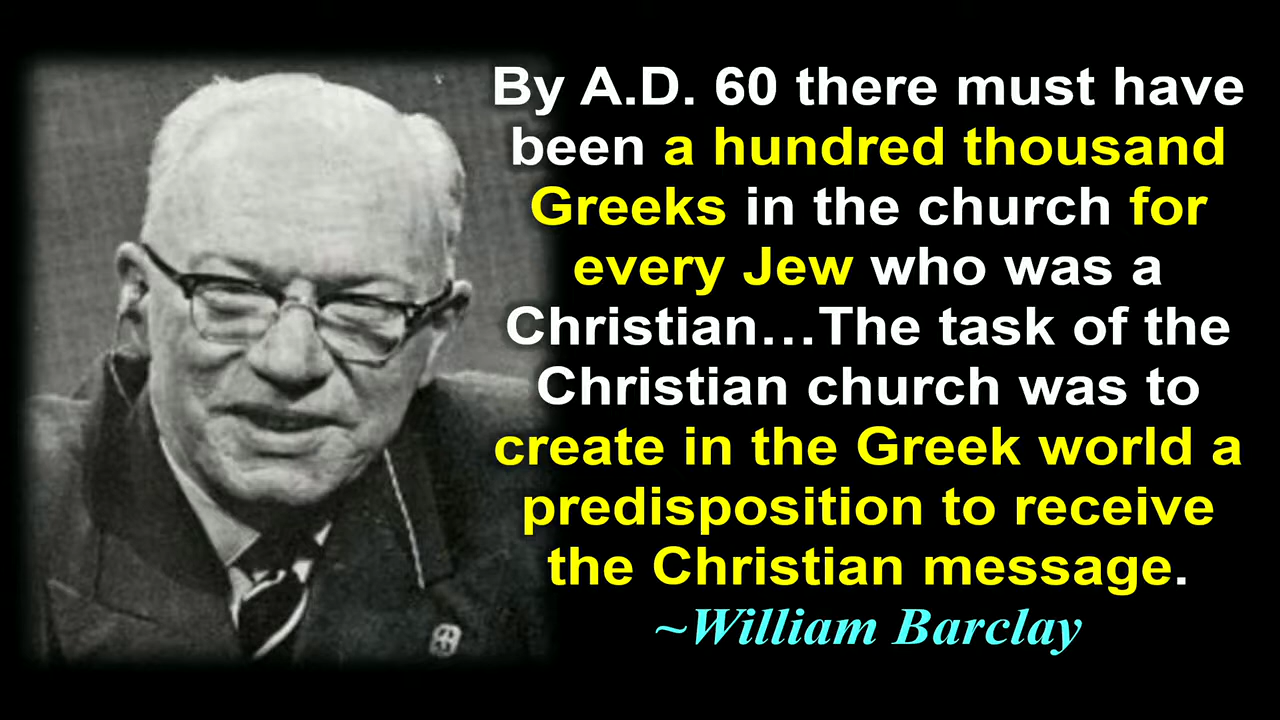 By A.D. 60 there must have
been a hundred thousand
Greeks in the church for
every Jew who was a
Christian…The task of the
Christian church was to
create in the Greek world a
predisposition to receive
the Christian message.
~William Barclay